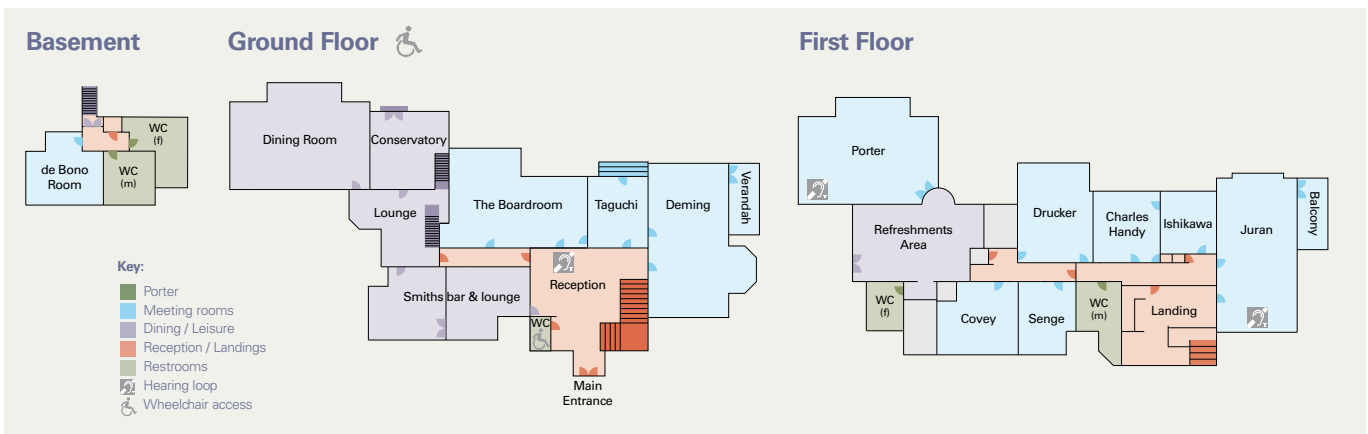 Basement
Ground Floor
First Floor
WC
(f)
de Bono
Room
WC
(m)
Key:
Porter
Meeting rooms
Dining / Leisure
Reception / Landings
Restrooms
Hearing loop
Wheelchair access
Dining Room
Conservatory
Lounge
The Boardroom
Taguchi
Deming
Verandah
Smiths bar & lounge
Reception
WC
Main
Entrance
Porter
Refreshments
Area
Drucker
Charles
Handy
Ishikawa
Juran
Balcony
WC
(f)
Covey
Senge
WC
(m)
Landing